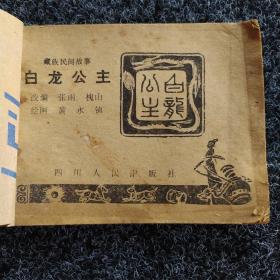 藏族民间故事
白龙公主
改编 张雨 槐山
绘画 黄永镇
白龍公主
四川人民出版社